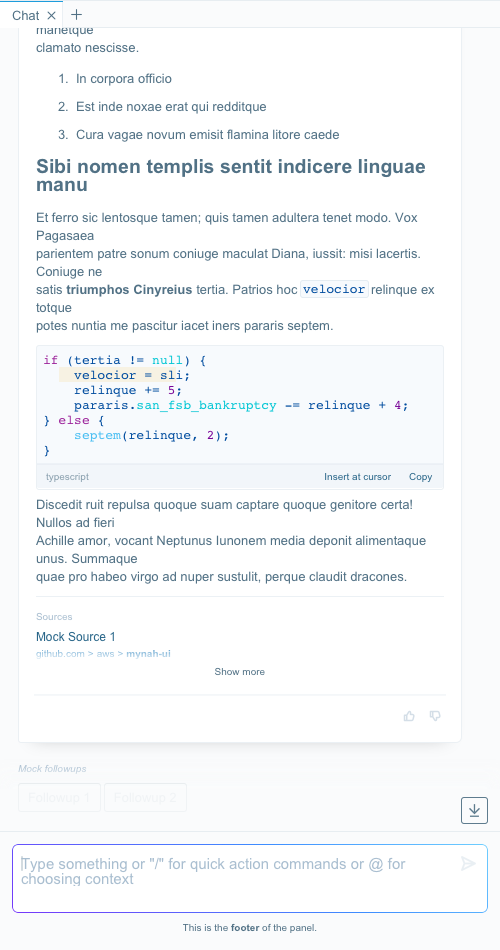 Chat
manetque
clamato nescisse.
1. In corpora officio
2. Est inde noxae erat qui redditque
3. Cura vagae novum emisit flamina litore caede
Sibi nomen templis sentit indicere linguae
manu
Et ferro sic lentosque tamen; quis tamen adultera tenet modo. Vox
Pagasaea
parientem patre sonum coniuge maculat Diana, iussit: misi lacertis.
Coniuge ne
satis triumphos Cinyreius tertia. Patrios hoc velocior relinque ex
totque
potes nuntia me pascitur iacet iners pararis septem.
if (tertia != null) {
velocior = sli;
relinque += 5;
pararis.san_fsb_bankruptcy -= relinque + 4;
} else {
septem(relinque, 2);
}
typescript Insert at cursor Copy
Discedit ruit repulsa quoque suam captare quoque genitore certa!
Nullos ad fieri
Achille amor, vocant Neptunus Iunonem media deponit alimentaque
unus. Summaque
quae pro habeo virgo ad nuper sustulit, perque claudit dracones.
Sources
Mock Source 1
github.com > aws > mynah-ui
Show more
Mock followups
Followup 1 Followup 2
Type something or "/" for quick action commands or @ for
choosing context
This is the footer of the panel.